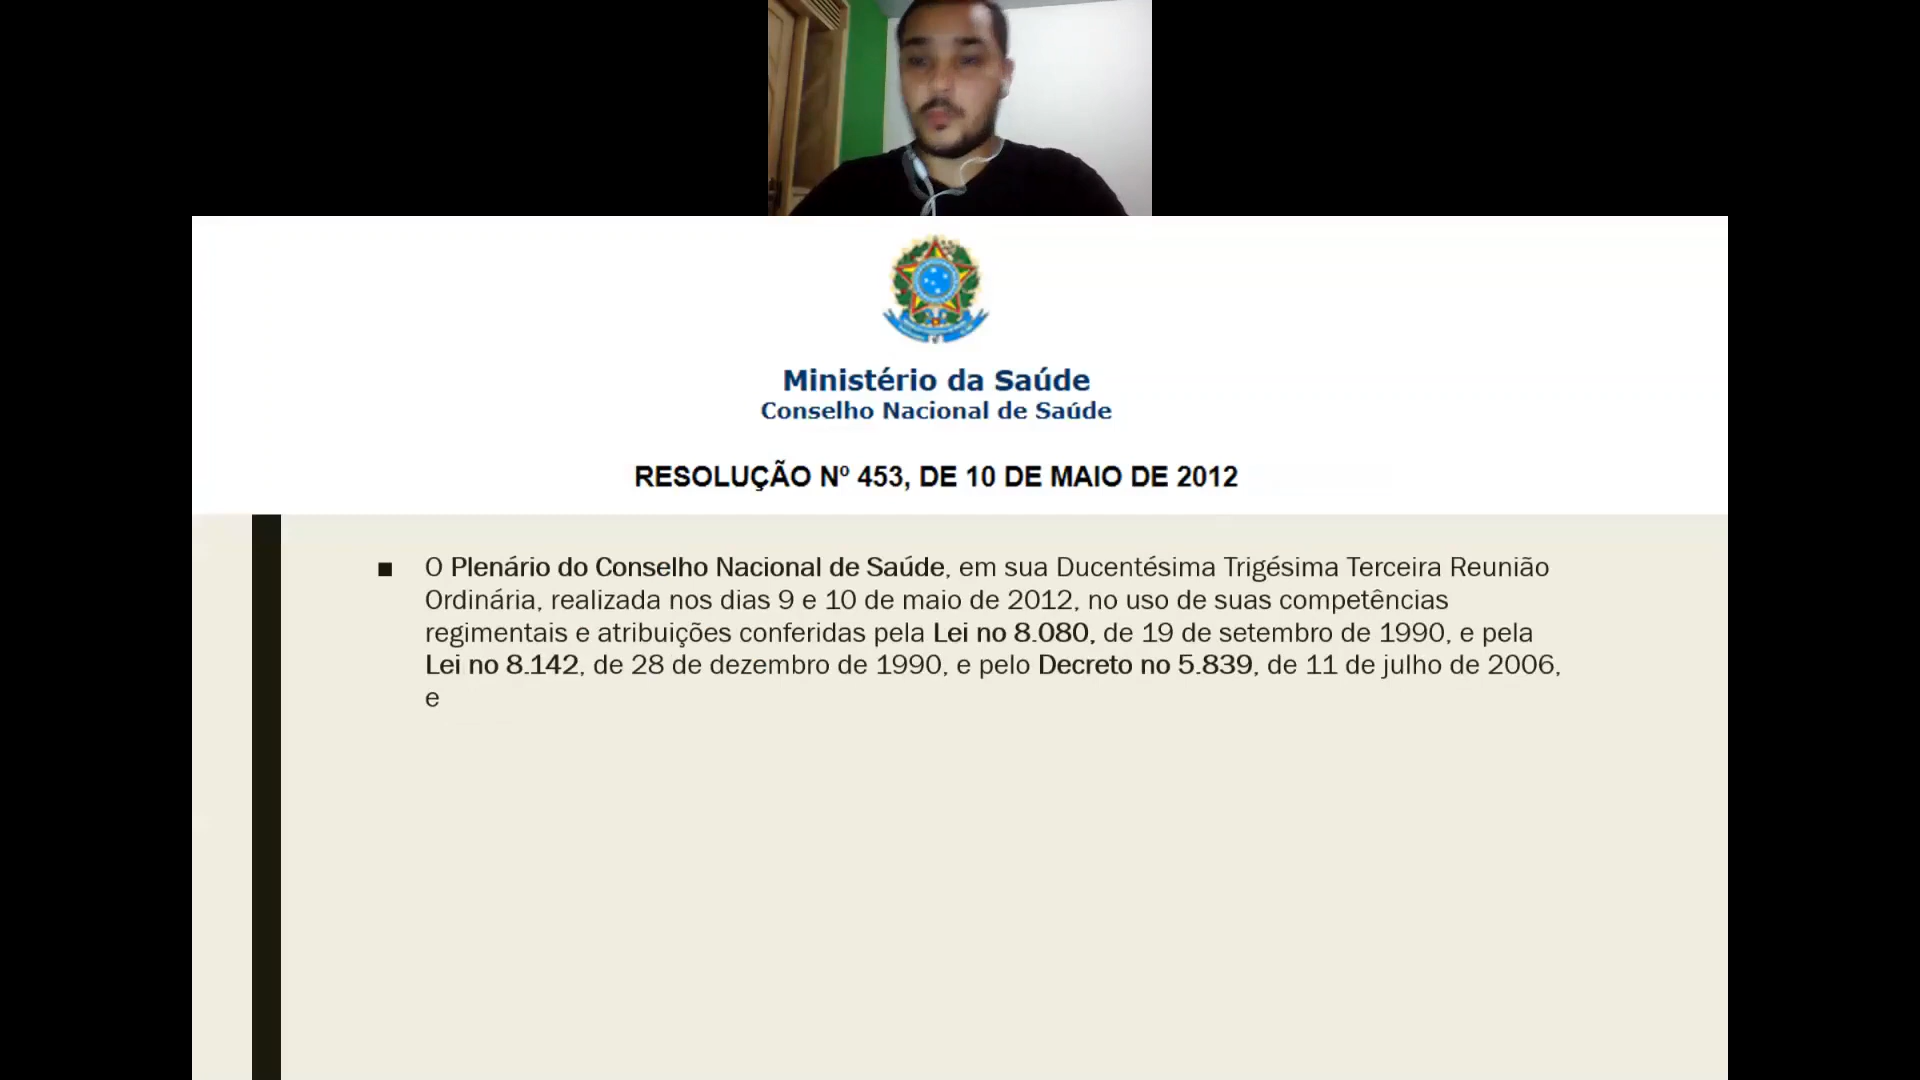 Ministério da Saúde
Conselho Nacional de Saúde
RESOLUÇÃO Nº 453, DE 10 DE MAIO DE 2012
■ O Plenário do Conselho Nacional de Saúde, em sua Ducentésima Trigésima Terceira Reunião
Ordinária, realizada nos dias 9 e 10 de maio de 2012, no uso de suas competências
regimentais e atribuições conferidas pela Lei no 8.080, de 19 de setembro de 1990, e pela
Lei no 8.142, de 28 de dezembro de 1990, e pelo Decreto no 5.839, de 11 de julho de 2006,
e